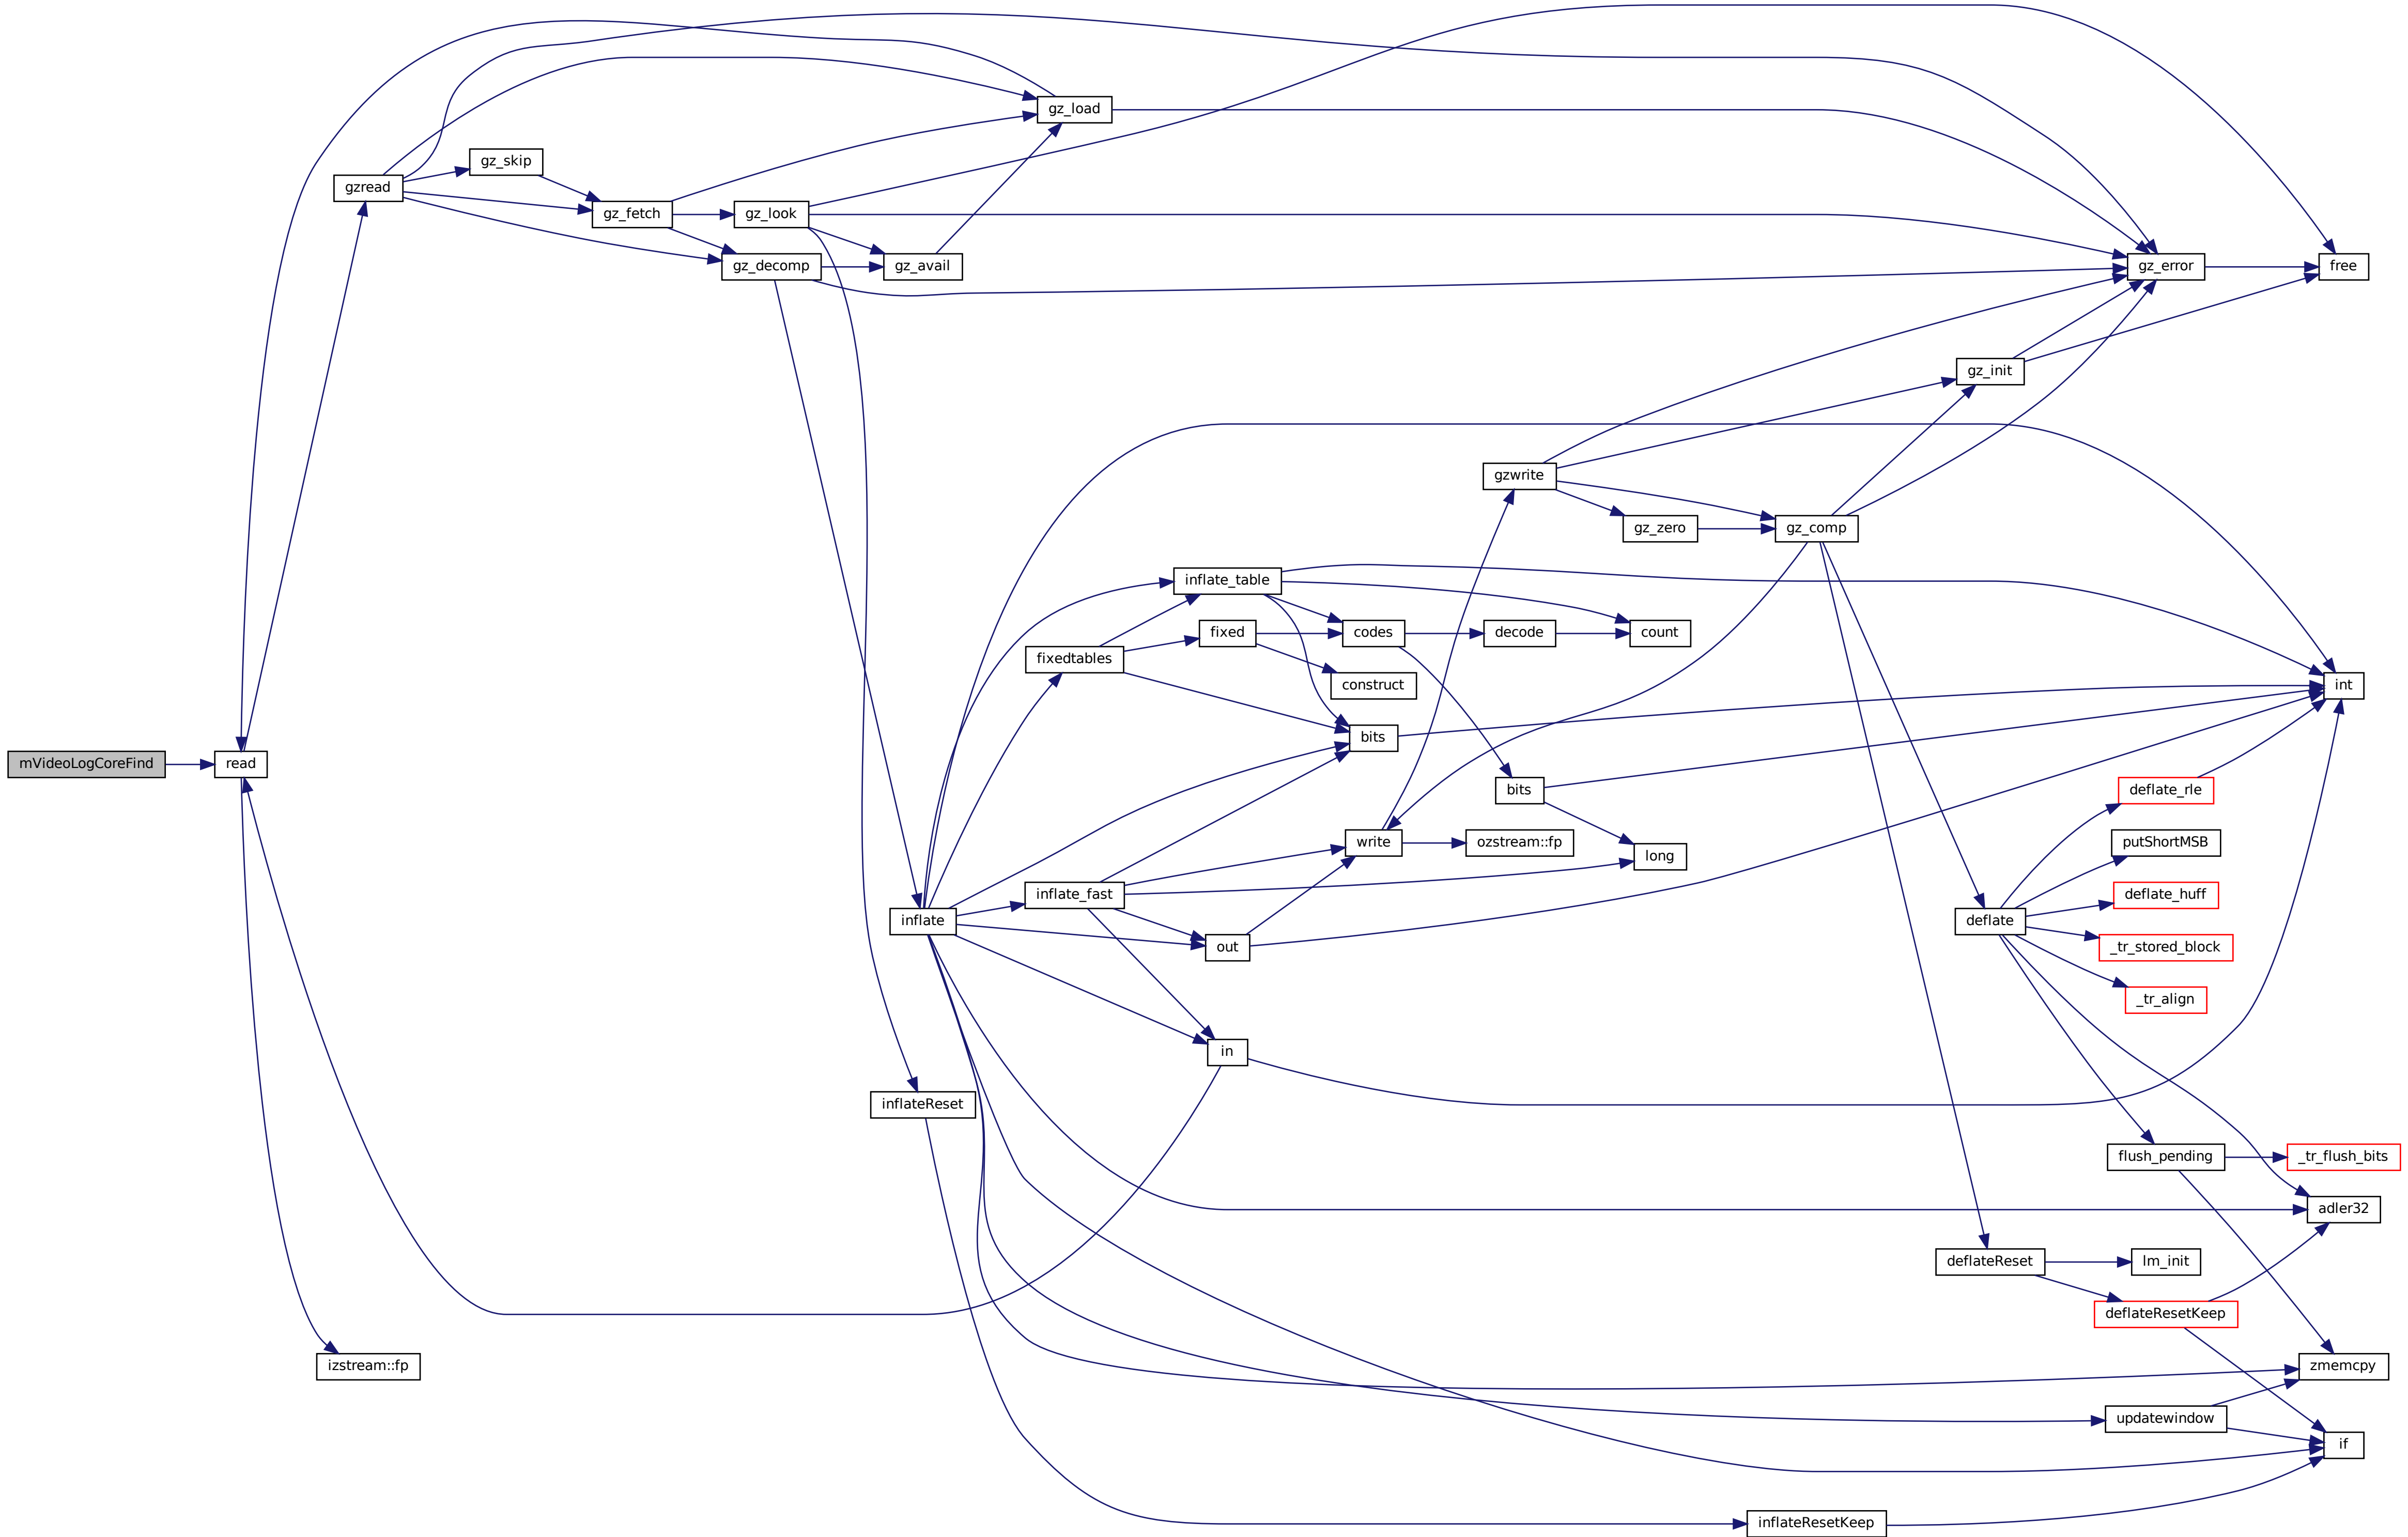 mVideoLogCoreFind
read
gzread
izstream::fp
gz_skip
gz_fetch
gz_look
gz_decomp
gz_load
gz_avail
inflate
inflateReset
inflate_table
fixedtables
fixed
codes
construct
decode
count
bits
bits
inflate_fast
write
ozstream::fp
long
out
in
gzwrite
gz_zero
gz_comp
gz_init
gz_error
free
int
deflate_rle
putShortMSB
deflate_huff
deflate
_tr_stored_block
_tr_align
flush_pending
_tr_flush_bits
adler32
deflateReset
lm_init
deflateResetKeep
zmemcpy
updatewindow
if
inflateResetKeep